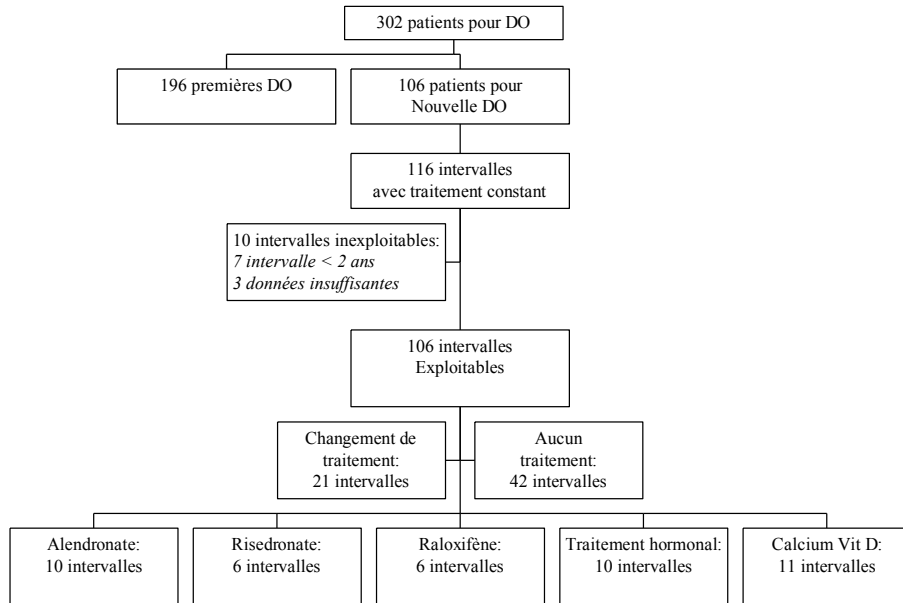 302 patients pour DO
196 premières DO
106 patients pour
Nouvelle DO
116 intervalles
avec traitement constant
10 intervalles inexploitables:
7 intervalle < 2 ans
3 données insuffisantes
106 intervalles
Exploitables
Changement de
traitement:
21 intervalles
Aucun
traitement:
42 intervalles
Alendronate:
10 intervalles
Risedronate:
6 intervalles
Raloxifène:
6 intervalles
Traitement hormonal:
10 intervalles
Calcium Vit D:
11 intervalles